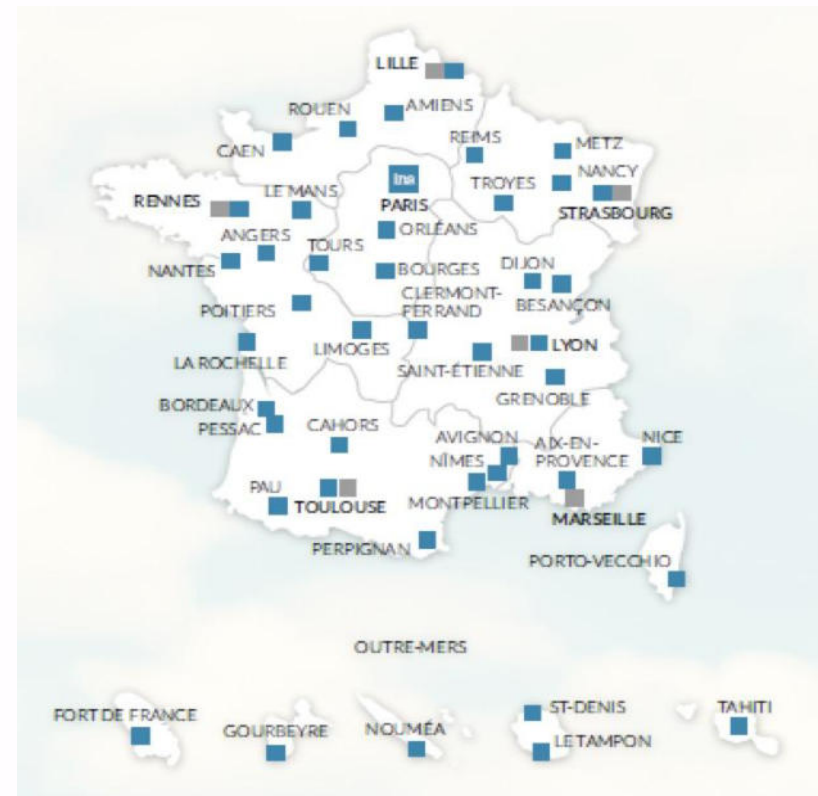 LILLE
ROUEN
AMIENS
CAEN
REIMS
METZ
NANCY
TROYES
STRASBOURG
ina
PARIS
RENNES
LE MANS
ORLÉANS
ANGERS
TOURS
NANTES
BOURGES
DIJON
BESANÇON
CLERMONT-
FERRAND
POITIERS
LIMOGES
LYON
LA ROCHELLE
SAINT-ÉTIENNE
GRENOBLE
BORDEAUX
PESSAC
CAHORS
AVIGNON
NÎMES
AIX-EN-
PROVENCE
NICE
PAU
TOULOUSE
MONTPELLIER
MARSEILLE
PERPIGNAN
PORTO-VECCHIO
OUTRE-MERS
FORT DE FRANCE
GOURBEYRE
NOUMÉA
ST-DENIS
LE TAMPON
TAHITI